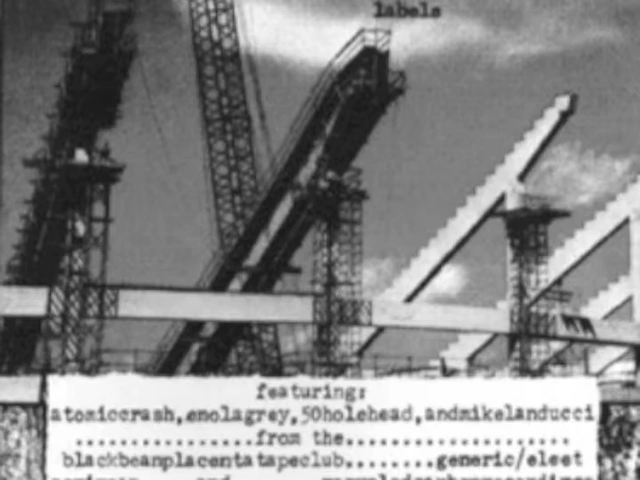 labels
featuring:
atomiccrash,enolagrey,50holehead,andmikelanducci
.................from the.....................
blackbeanplacentatapeclub........generic/eleet